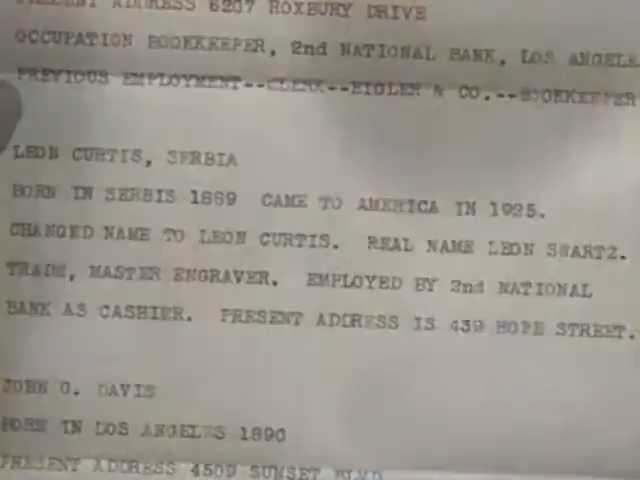 PRESENT ADDRESS 6207 ROXBURY DRIVE
OCCUPATION BOOKKEEPER, 2nd NATIONAL BANK, LOS ANGELE
PREVIOUS EMPLOYMENT--CLERK--EIGLER & CO.--BOOKKEEPER
LEON CURTIS, SERBIA
BORN IN SERBIS 1889 CAME TO AMERICA IN 1925.
CHANGED NAME TO LEON CURTIS. REAL NAME LEON SWARTZ.
TRADE, MASTER ENGRAVER. EMPLOYED BY 2nd NATIONAL
BANK AS CASHIER. PRESENT ADDRESS IS 439 HOPE STREET.
JOHN O. DAVIS
BORN IN LOS ANGELES 1890
PRESENT ADDRESS 4509 SUNSET BLVD